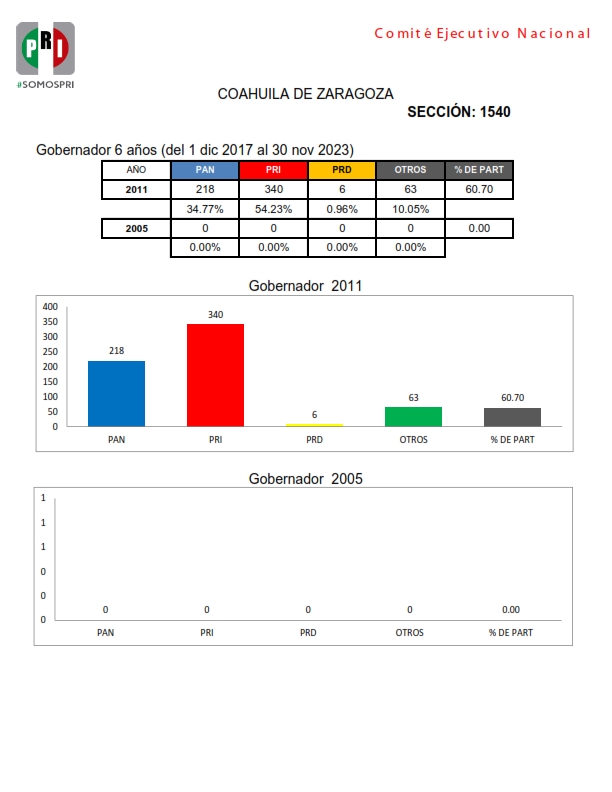 PRI
#SOMOSPRI
Comité Ejecutivo Nacional
COAHUILA DE ZARAGOZA
SECCIÓN: 1540
Gobernador 6 años (del 1 dic 2017 al 30 nov 2023)
AÑO PAN PRI PRD OTROS % DE PART
2011 218 340 6 63 60.70
34.77% 54.23% 0.96% 10.05%
2005 0 0 0 0 0.00
0.00% 0.00% 0.00% 0.00%
Gobernador 2011
400
350
300
250
200
150
100
50
0
218 340 6 63 60.70
PAN PRI PRD OTROS % DE PART
Gobernador 2005
1
1
1
0
0
0
0 0 0 0 0.00
PAN PRI PRD OTROS % DE PART